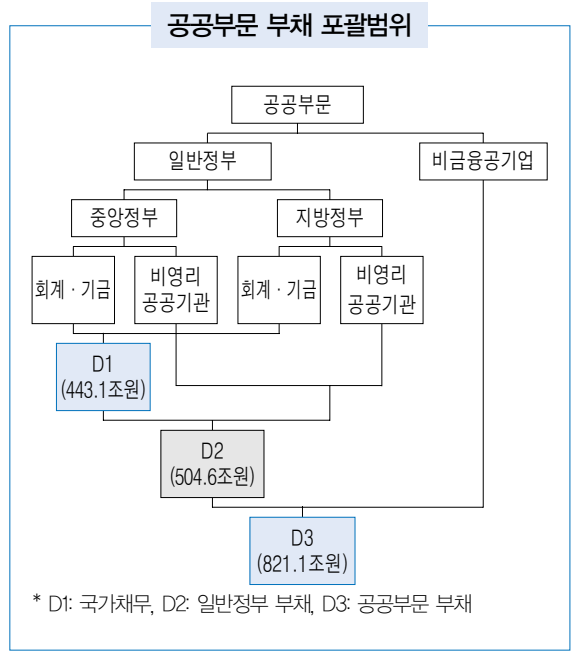 공공부문 부채 포괄범위
공공부문
일반정부
비금융공기업
중앙정부
지방정부
회계 · 기금
비영리
공공기관
회계 · 기금
비영리
공공기관
D1
(443.1조원)
D2
(504.6조원)
D3
(821.1조원)
* D1: 국가채무, D2: 일반정부 부채, D3: 공공부문 부채